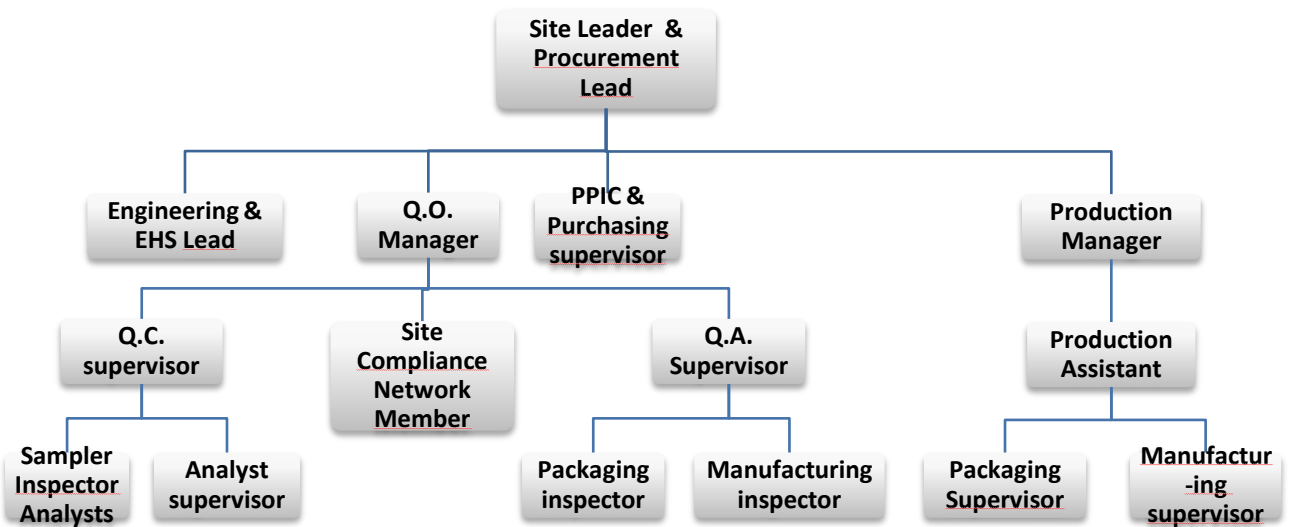 Site Leader &
Procurement
Lead
Engineering &
EHS Lead
Q.O.
Manager
PPIC &
Purchasing
supervisor
Production
Manager
Q.C.
supervisor
Site
Compliance
Network
Member
Q.A.
Supervisor
Production
Assistant
Sampler
Inspector
Analysts
Analyst
supervisor
Packaging
inspector
Manufacturing
inspector
Packaging
Supervisor
Manufactur
-ing
supervisor